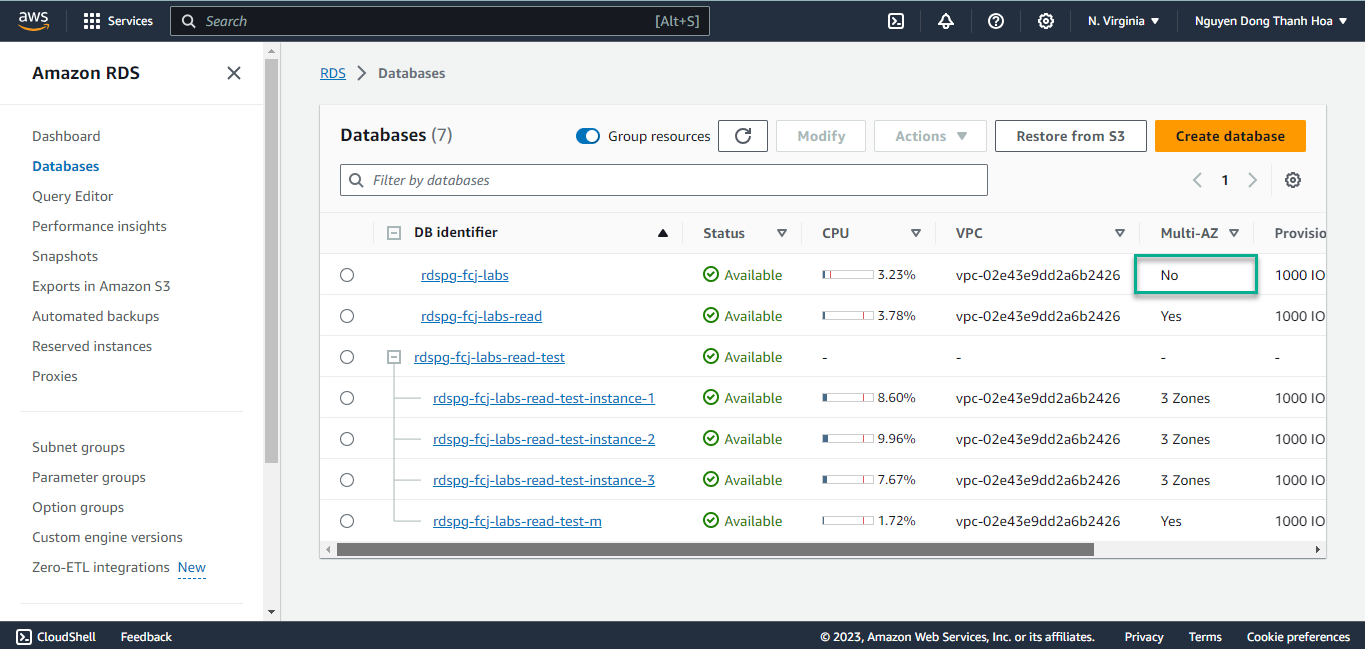 aws Services Search [Alt+S] N. Virginia Nguyen Dong Thanh Hoa
Amazon RDS
Dashboard
Databases
Query Editor
Performance insights
Snapshots
Exports in Amazon S3
Automated backups
Reserved instances
Proxies
Subnet groups
Parameter groups
Option groups
Custom engine versions
Zero-ETL integrations New
RDS Databases
Databases (7) Group resources Modify Actions Restore from S3 Create database
Filter by databases 1
DB identifier Status CPU VPC Multi-AZ Provisio
rdspg-fcj-labs Available 3.23% vpc-02e43e9dd2a6b2426 No 1000 IO
rdspg-fcj-labs-read Available 3.78% vpc-02e43e9dd2a6b2426 Yes 1000 IO
rdspg-fcj-labs-read-test Available - - - -
rdspg-fcj-labs-read-test-instance-1 Available 8.60% vpc-02e43e9dd2a6b2426 3 Zones 1000 IO
rdspg-fcj-labs-read-test-instance-2 Available 9.96% vpc-02e43e9dd2a6b2426 3 Zones 1000 IO
rdspg-fcj-labs-read-test-instance-3 Available 7.67% vpc-02e43e9dd2a6b2426 3 Zones 1000 IO
rdspg-fcj-labs-read-test-m Available 1.72% vpc-02e43e9dd2a6b2426 Yes 1000 IO
CloudShell Feedback © 2023, Amazon Web Services, Inc. or its affiliates. Privacy Terms Cookie preferences